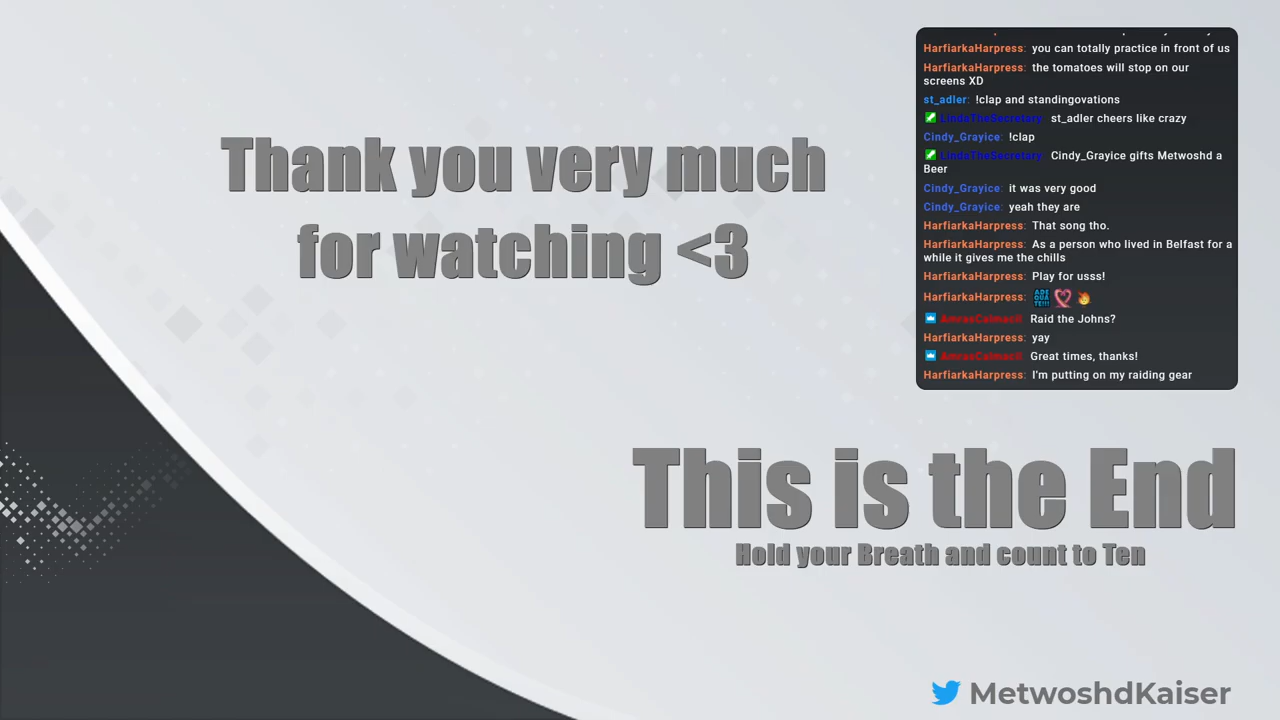 Thank you very much
for watching <3
HarfiarkaHarpress: you can totally practice in front of us
HarfiarkaHarpress: the tomatoes will stop on our
screens XD
st_adler: !clap and standingovations
LindaTheSecretary: st_adler cheers like crazy
Cindy_Grayice: !clap
LindaTheSecretary: Cindy_Grayice gifts Metwoshd a
Beer
Cindy_Grayice: it was very good
Cindy_Grayice: yeah they are
HarfiarkaHarpress: That song tho.
HarfiarkaHarpress: As a person who lived in Belfast for a
while it gives me the chills
HarfiarkaHarpress: Play for usss!
HarfiarkaHarpress: ADE QUA TE!!!
Raid the Johns?
HarfiarkaHarpress: yay
Great times, thanks!
HarfiarkaHarpress: I'm putting on my raiding gear
This is the End
Hold your Breath and count to Ten
MetwoshdKaiser